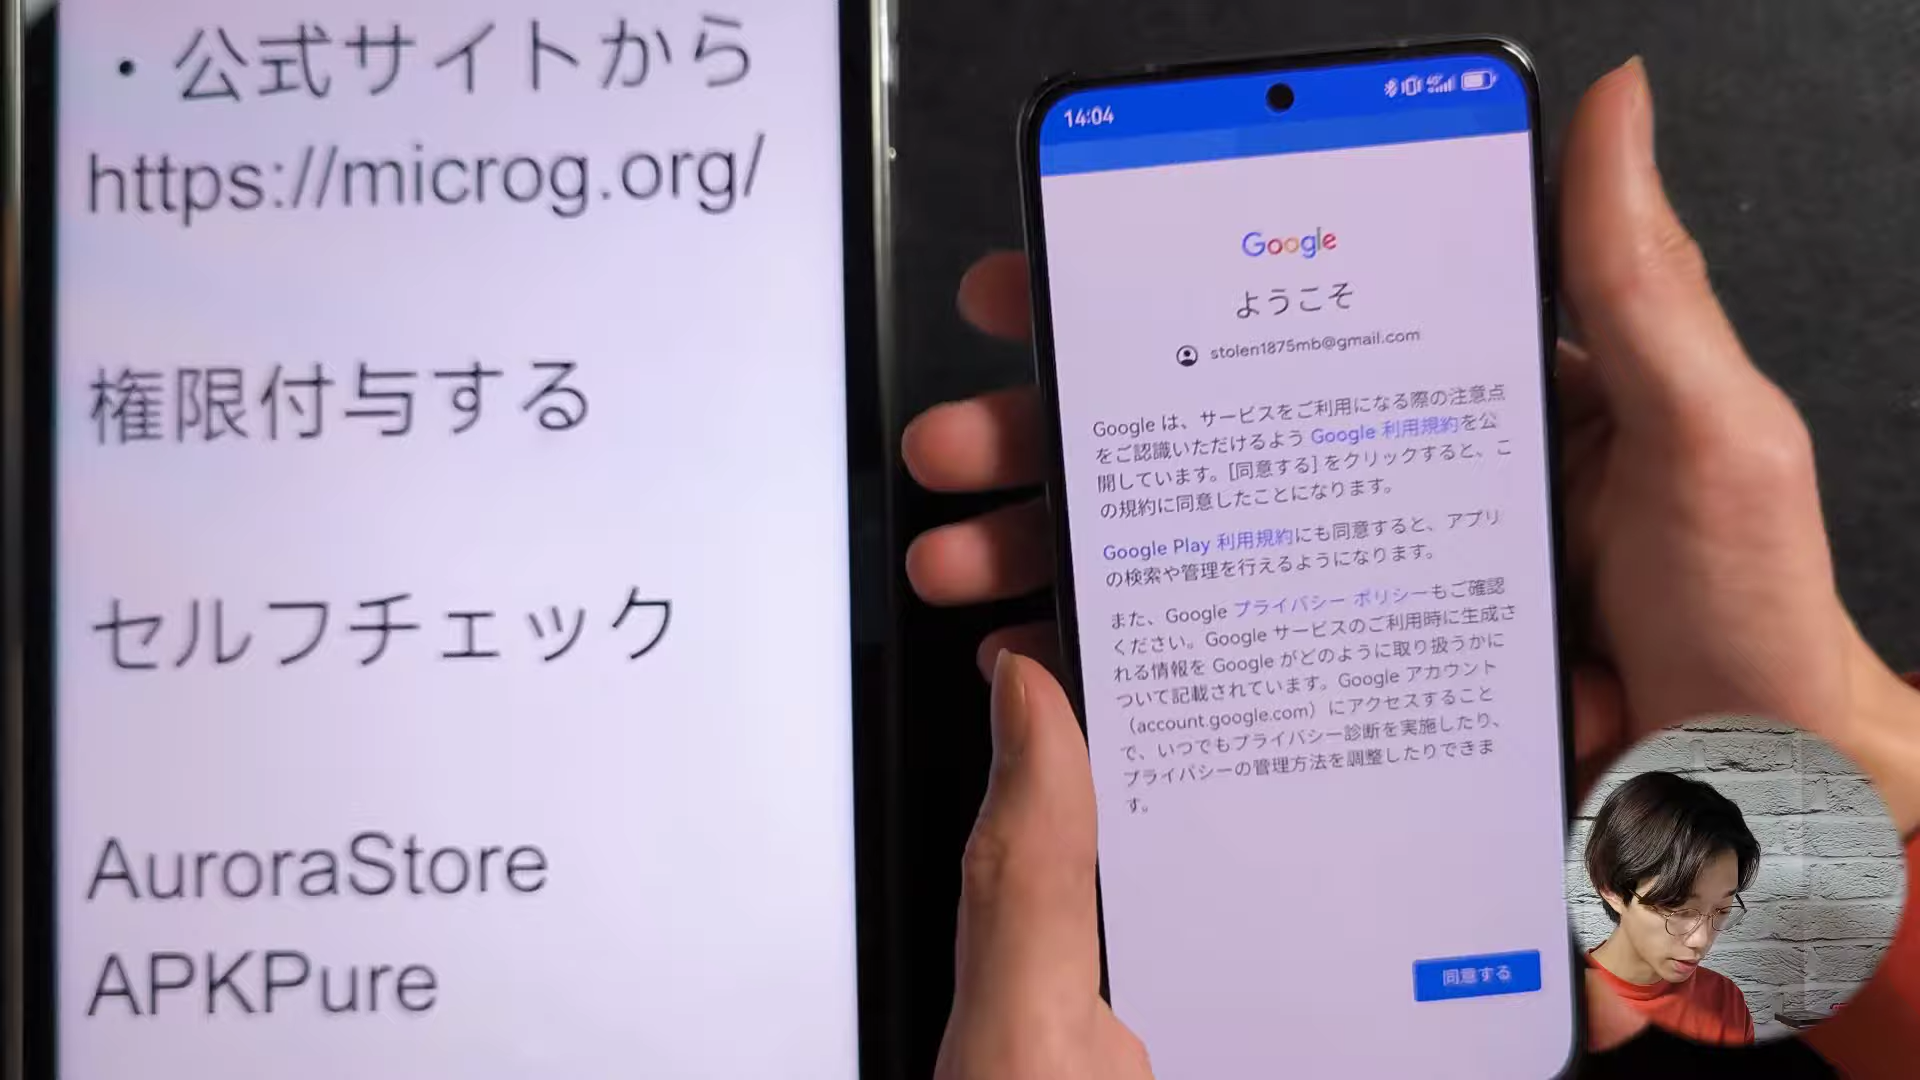 ・公式サイトから
https://microg.org/
権限付与する
セルフチェック
AuroraStore
APKPure
14:04
Google
ようこそ
stolen1875mb@gmail.com
Google は、サービスをご利用になる際の注意点
をご認識いただけるよう Google 利用規約を公
開しています。[同意する] をクリックすると、こ
の規約に同意したことになります。
Google Play 利用規約にも同意すると、アプリ
の検索や管理を行えるようになります。
また、Google プライバシー ポリシーもご確認
ください。Google サービスのご利用時に生成さ
れる情報を Google がどのように取り扱うかに
ついて記載されています。Google アカウント
（account.google.com）にアクセスすること
で、いつでもプライバシー診断を実施したり、
プライバシーの管理方法を調整したりできま
す。
同意する